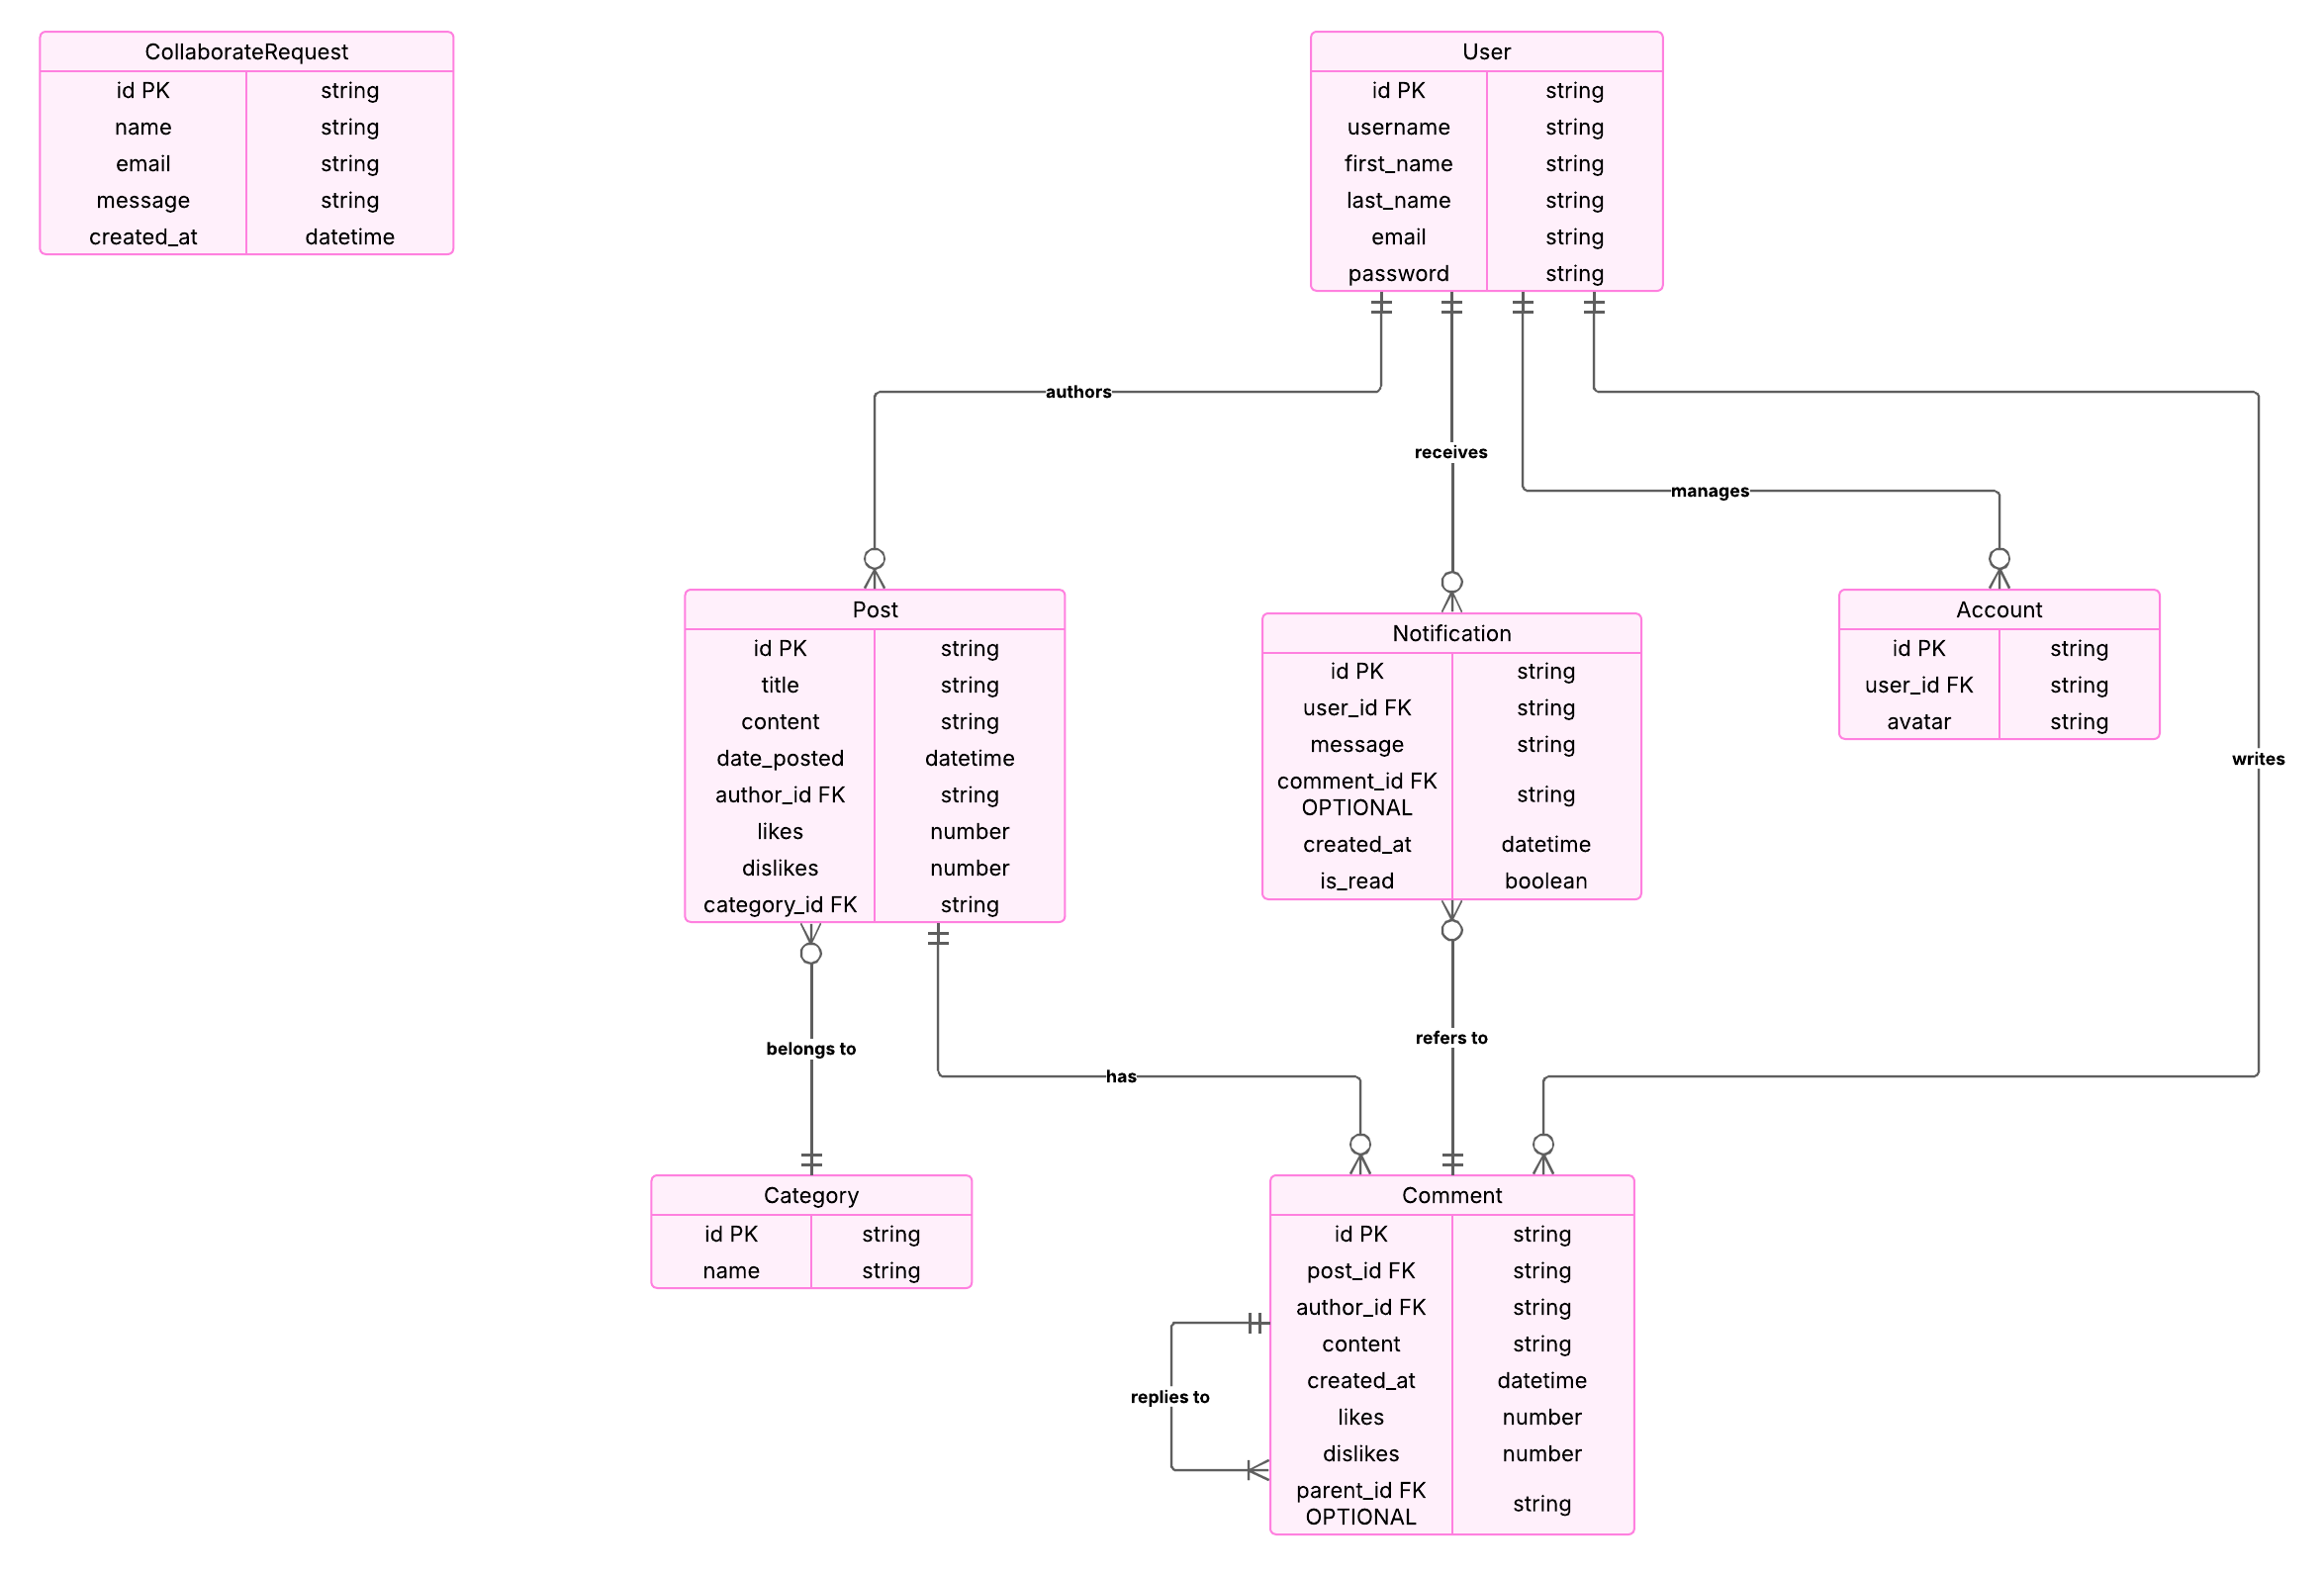 CollaborateRequest
id PK string
name string
email string
message string
created_at datetime
User
id PK string
username string
first_name string
last_name string
email string
password string
authors
receives
manages
writes
Post
id PK string
title string
content string
date_posted datetime
author_id FK string
likes number
dislikes number
category_id FK string
Notification
id PK string
user_id FK string
message string
comment_id FK
OPTIONAL string
created_at datetime
is_read boolean
Account
id PK string
user_id FK string
avatar string
belongs to
has
refers to
Category
id PK string
name string
Comment
id PK string
post_id FK string
author_id FK string
content string
created_at datetime
likes number
dislikes number
parent_id FK
OPTIONAL string
replies to